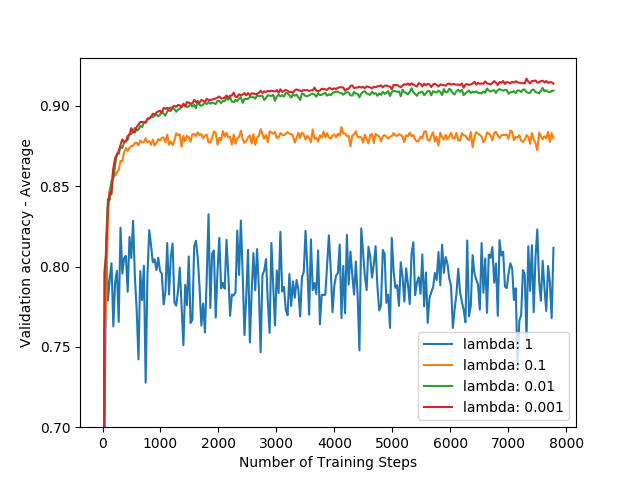 0.90
0.85
0.80
0.75
0.70
Validation accuracy - Average
0 1000 2000 3000 4000 5000 6000 7000 8000
Number of Training Steps
lambda: 1
lambda: 0.1
lambda: 0.01
lambda: 0.001